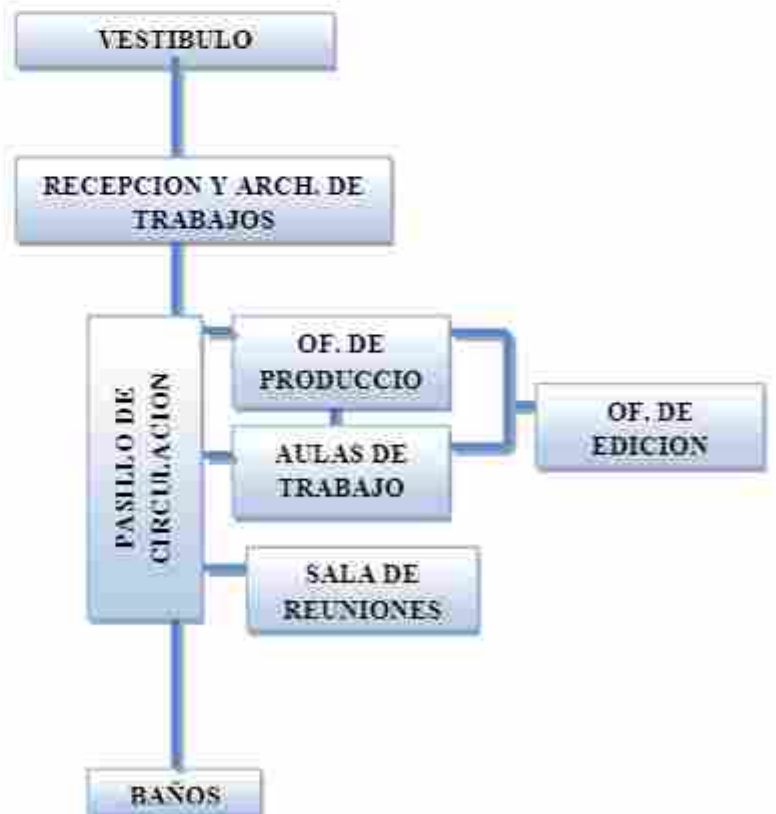 VESTIBULO
RECEPCION Y ARCH. DE
TRABAJOS
PASILLO DE
CIRCULACION
OF. DE
PRODUCCIO
AULAS DE
TRABAJO
OF. DE
EDICION
SALA DE
REUNIONES
BAÑOS